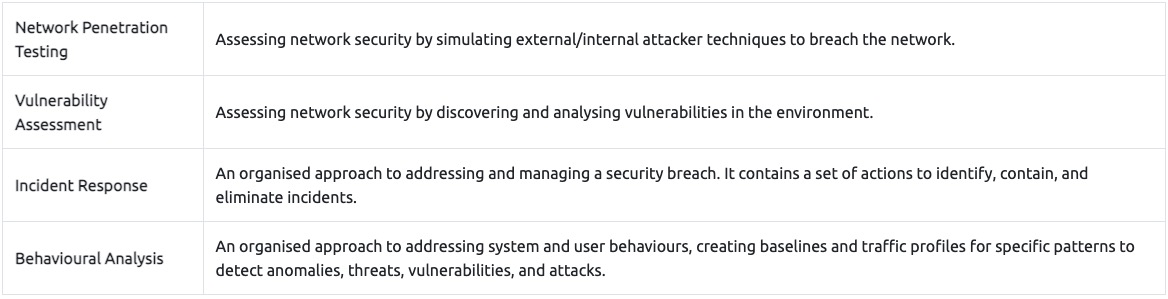 Network Penetration
Testing
Assessing network security by simulating external/internal attacker techniques to breach the network.
Vulnerability
Assessment
Assessing network security by discovering and analysing vulnerabilities in the environment.
Incident Response
An organised approach to addressing and managing a security breach. It contains a set of actions to identify, contain, and
eliminate incidents.
Behavioural Analysis
An organised approach to addressing system and user behaviours, creating baselines and traffic profiles for specific patterns to
detect anomalies, threats, vulnerabilities, and attacks.